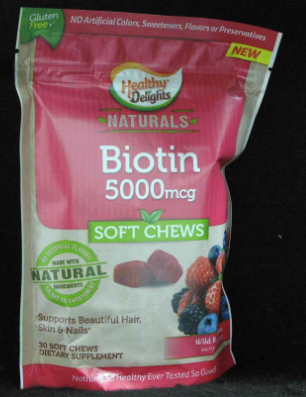 Gluten
Free
NO Artificial Colors, Sweeteners, Flavors or Preservatives
NEW
Healthy
Delights
NATURALS
Biotin
5000mcg
SOFT CHEWS
MADE WITH
NATURAL
INGREDIENTS
Supports Beautiful Hair,
Skin & Nails*
Wild B
30 SOFT CHEWS
DIETARY SUPPLEMENT
Nothing So Healthy Ever Tasted So Good